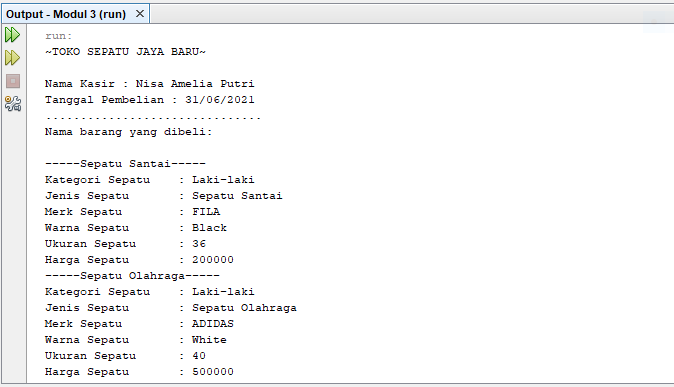 Output - Modul 3 (run) ×
run:
~TOKO SEPATU JAYA BARU~
Nama Kasir : Nisa Amelia Putri
Tanggal Pembelian : 31/06/2021
...............................
Nama barang yang dibeli:
-----Sepatu Santai-----
Kategori Sepatu    : Laki-laki
Jenis Sepatu       : Sepatu Santai
Merk Sepatu        : FILA
Warna Sepatu       : Black
Ukuran Sepatu      : 36
Harga Sepatu       : 200000
-----Sepatu Olahraga-----
Kategori Sepatu    : Laki-laki
Jenis Sepatu       : Sepatu Olahraga
Merk Sepatu        : ADIDAS
Warna Sepatu       : White
Ukuran Sepatu      : 40
Harga Sepatu       : 500000